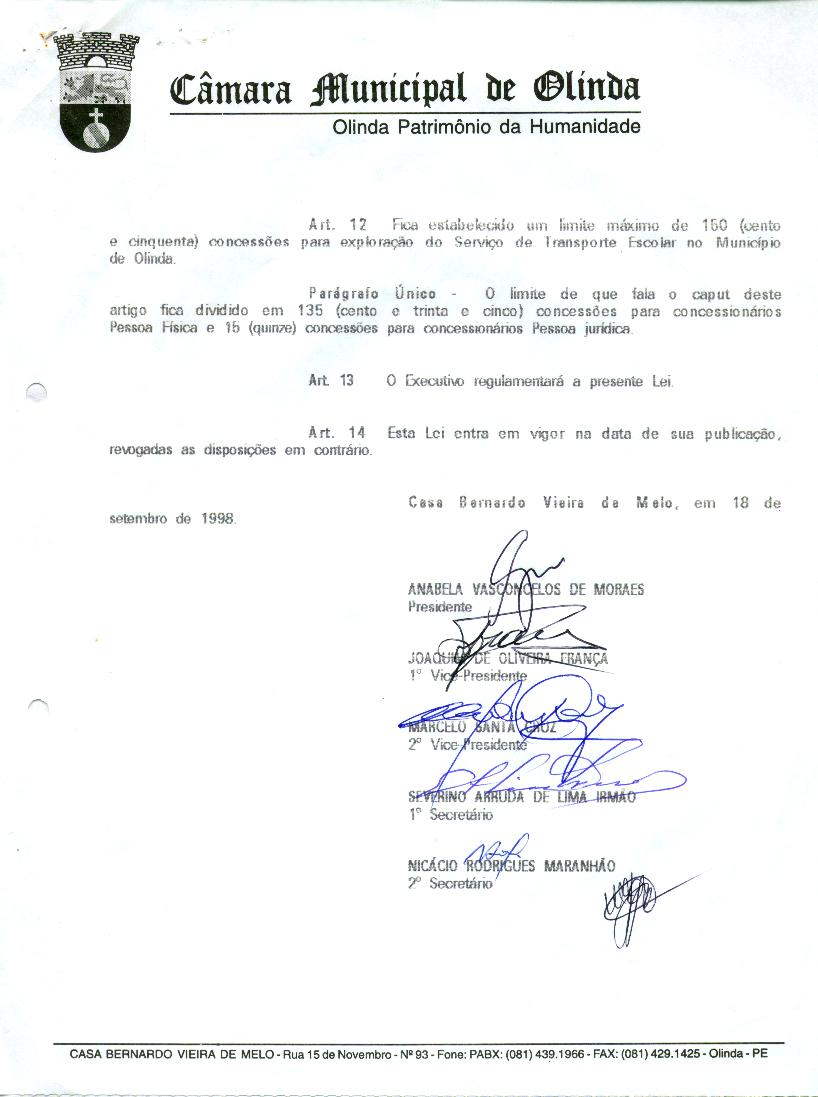 Câmara Municipal de Olinda
Olinda Patrimônio da Humanidade
Art. 12 Fica estabelecido um limite máximo de 150 (cento
e cinquenta) concessões para exploração do Serviço de Transporte Escolar no Município
de Olinda.
Parágrafo Único - O limite de que fala o caput deste
artigo fica dividido em 135 (cento e trinta e cinco) concessões para concessionários
Pessoa Física e 15 (quinze) concessões para concessionários Pessoa jurídica.
Art. 13 O Executivo regulamentará a presente Lei.
Art. 14 Esta Lei entra em vigor na data de sua publicação,
revogadas as disposições em contrário.
Casa Bernardo Vieira de Melo, em 18 de
setembro de 1998.
ANABELA VASCONCELOS DE MORAES
Presidente
JOAQUIM DE OLIVEIRA FRANÇA
1º Vice-Presidente
MARCELO SANTA CRUZ
2º Vice-Presidente
SEVERINO ARRUDA DE LIMA IRMÃO
1º Secretário
NICÁCIO RODRIGUES MARANHÃO
2º Secretário
CASA BERNARDO VIEIRA DE MELO - Rua 15 de Novembro - Nº 93 - Fone: PABX: (081) 439.1966 - FAX: (081) 429.1425 - Olinda - PE